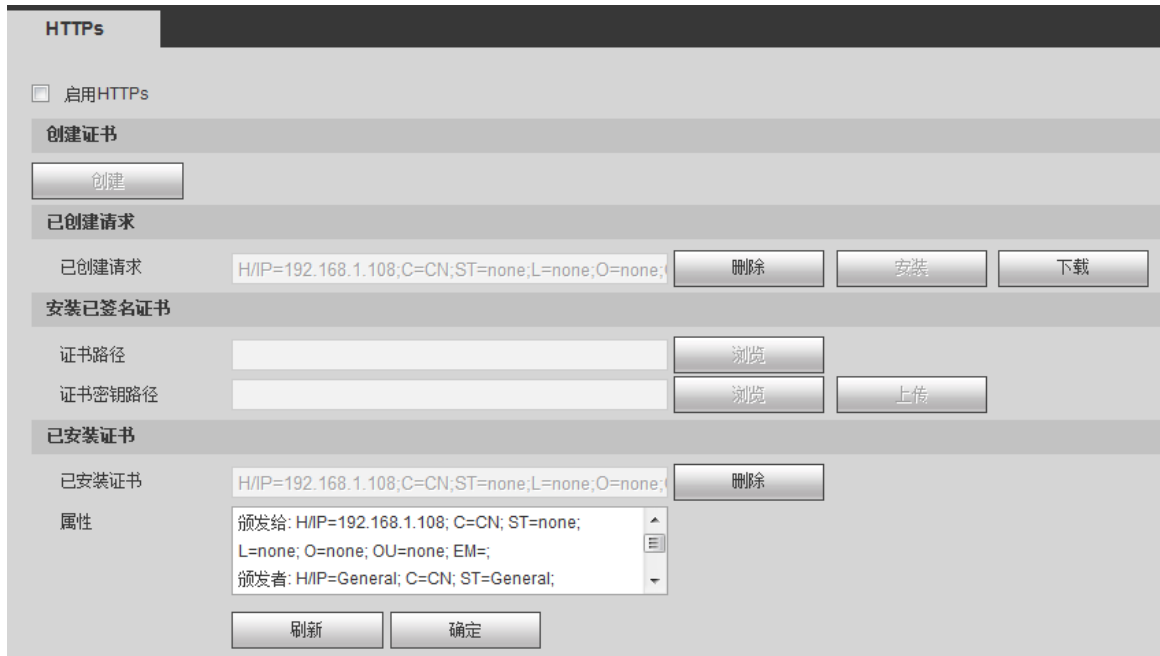 HTTPs
启用HTTPs
创建证书
创建
已创建请求
已创建请求 H/IP=192.168.1.108;C=CN;ST=none;L=none;O=none; 删除 安装 下载
安装已签名证书
证书路径 浏览
证书密钥路径 浏览 上传
已安装证书
已安装证书 H/IP=192.168.1.108;C=CN;ST=none;L=none;O=none; 删除
属性 颁发给: H/IP=192.168.1.108; C=CN; ST=none;
L=none; O=none; OU=none; EM=;
颁发者: H/IP=General; C=CN; ST=General;
刷新 确定